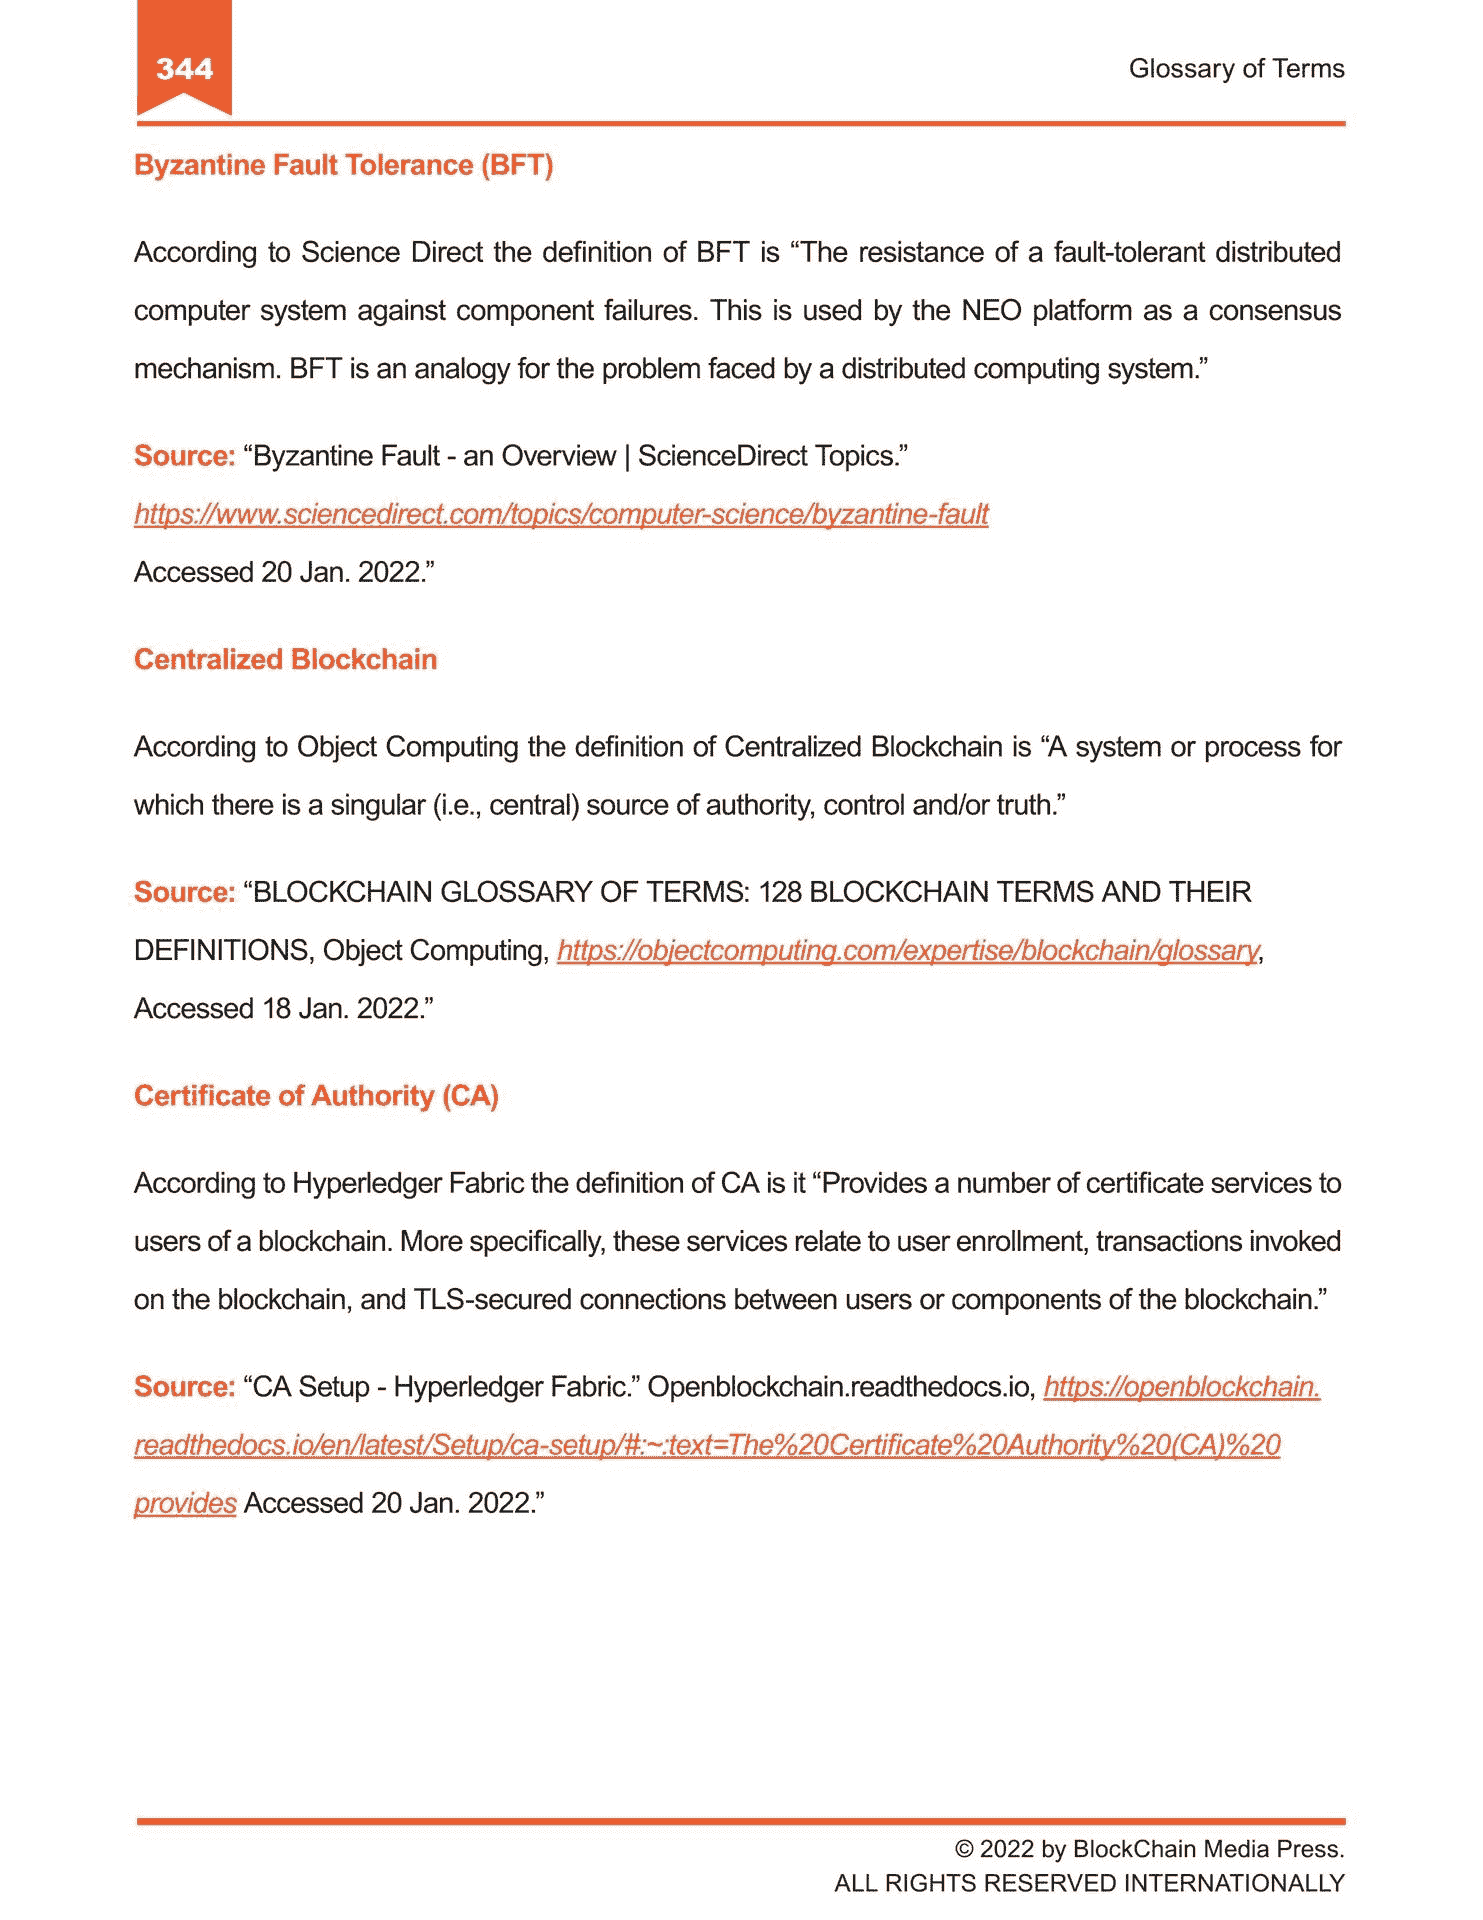 344
Glossary of Terms
Byzantine Fault Tolerance (BFT)
According to Science Direct the definition of BFT is “The resistance of a fault-tolerant distributed
computer system against component failures. This is used by the NEO platform as a consensus
mechanism. BFT is an analogy for the problem faced by a distributed computing system.”
Source: “Byzantine Fault - an Overview | ScienceDirect Topics.”
https://www.sciencedirect.com/topics/computer-science/byzantine-fault
Accessed 20 Jan. 2022.”
Centralized Blockchain
According to Object Computing the definition of Centralized Blockchain is “A system or process for
which there is a singular (i.e., central) source of authority, control and/or truth.”
Source: “BLOCKCHAIN GLOSSARY OF TERMS: 128 BLOCKCHAIN TERMS AND THEIR
DEFINITIONS, Object Computing, https://objectcomputing.com/expertise/blockchain/glossary,
Accessed 18 Jan. 2022.”
Certificate of Authority (CA)
According to Hyperledger Fabric the definition of CA is it “Provides a number of certificate services to
users of a blockchain. More specifically, these services relate to user enrollment, transactions invoked
on the blockchain, and TLS-secured connections between users or components of the blockchain.”
Source: “CA Setup - Hyperledger Fabric.” Openblockchain.readthedocs.io, https://openblockchain.
readthedocs.io/en/latest/Setup/ca-setup/#:~:text=The%20Certificate%20Authority%20(CA)%20
provides Accessed 20 Jan. 2022.”
© 2022 by BlockChain Media Press.
ALL RIGHTS RESERVED INTERNATIONALLY